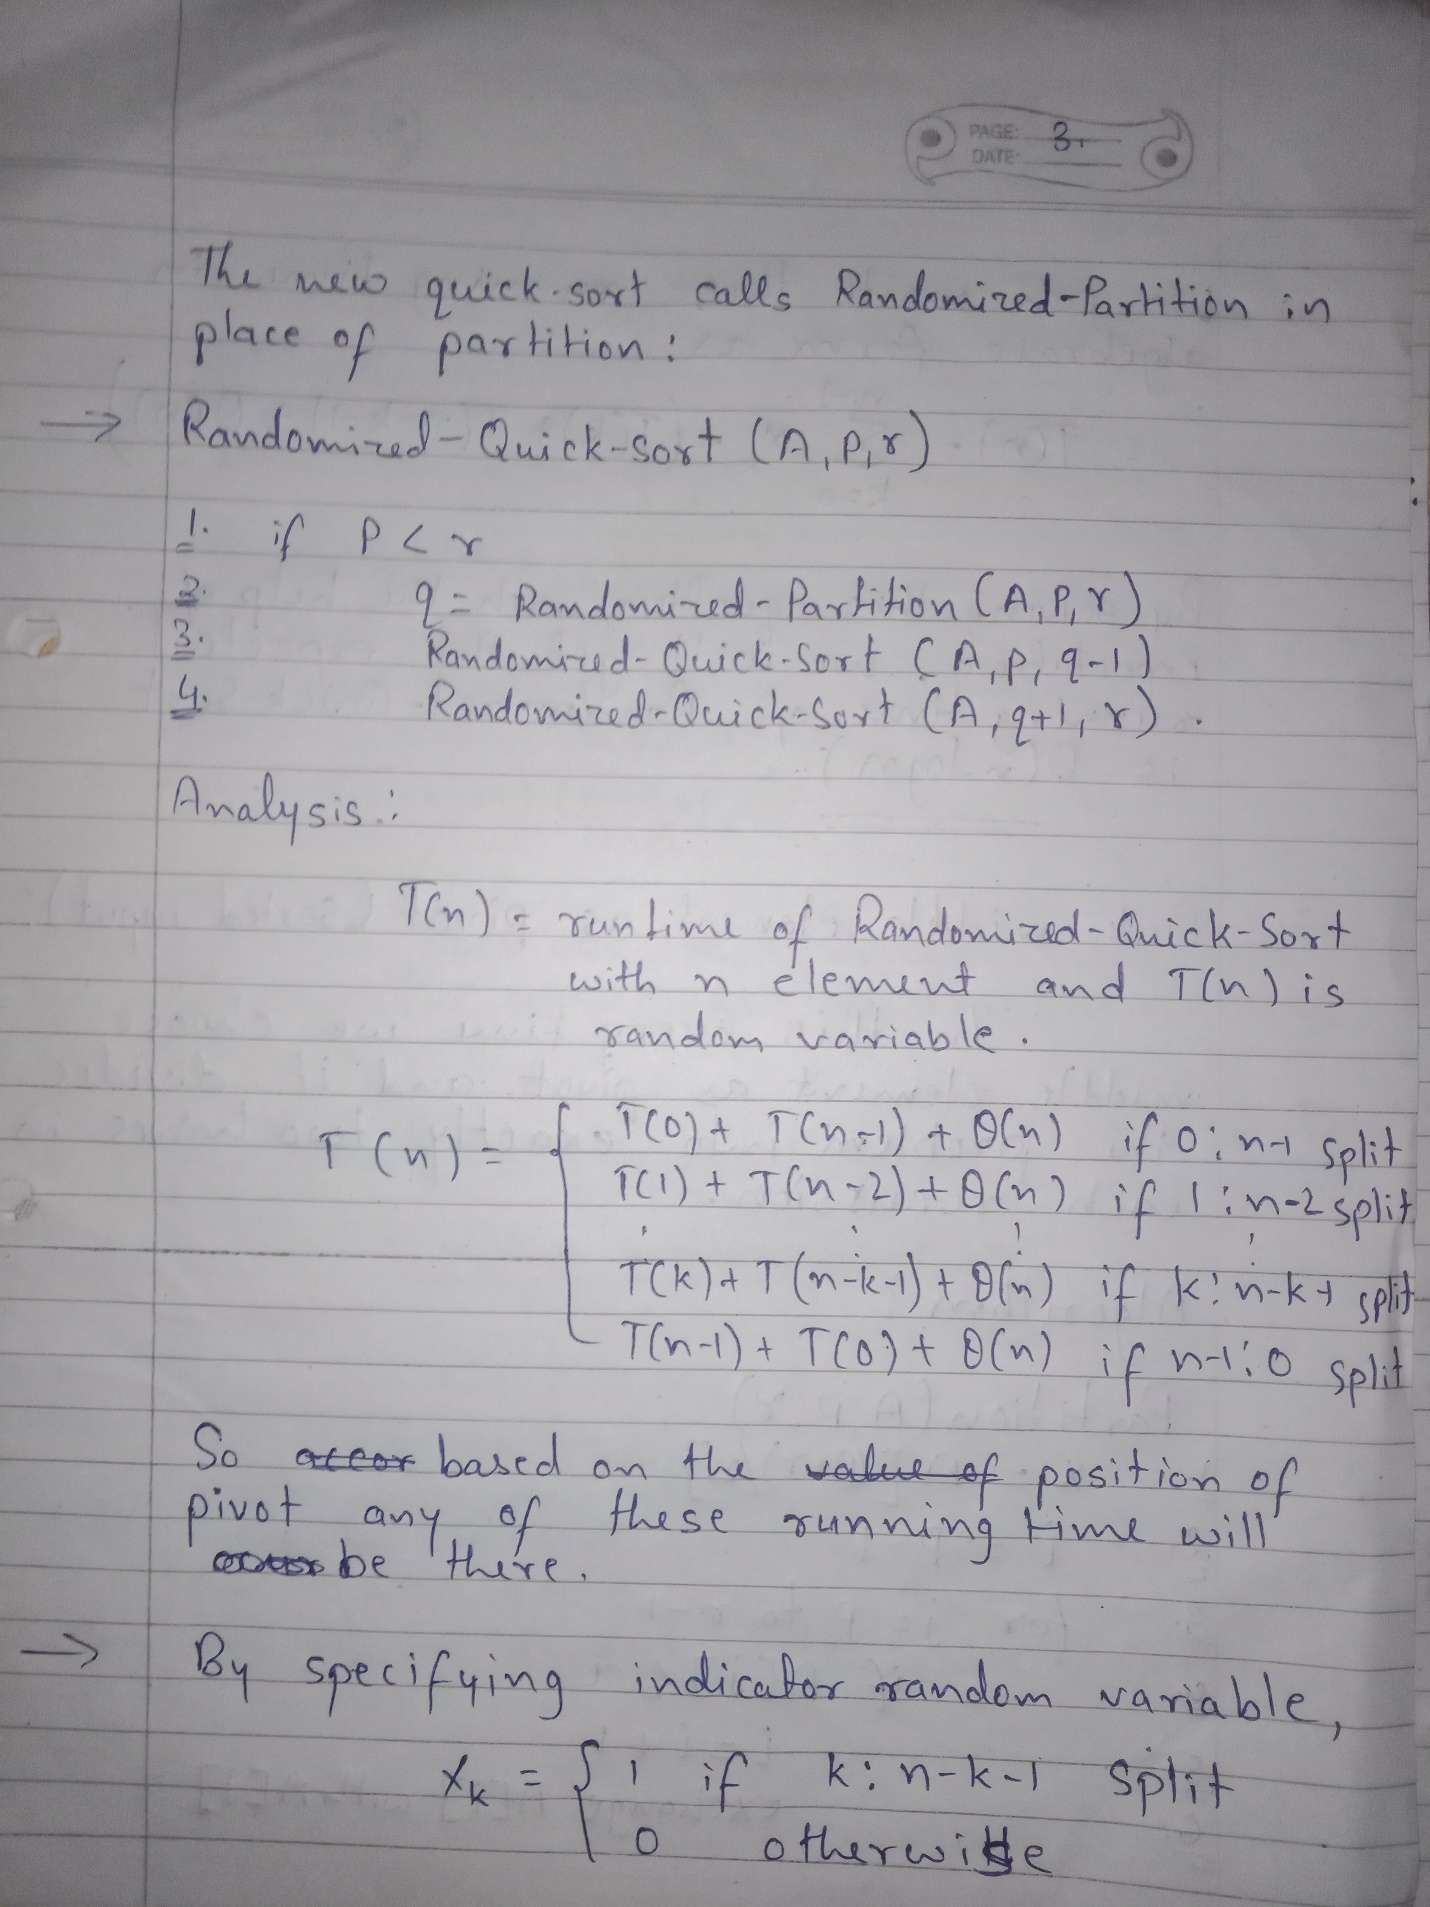 PAGE: 3.
DATE:
The new quick-sort calls Randomized-Partition in
place of partition :
→ Randomized-Quick-sort (A, P, r)
1. if P < r
2. q = Randomized-Partition (A, P, r)
3. Randomized-Quick-Sort (A, p, q-1)
4. Randomized-Quick-Sort (A, q+1, r) .
Analysis :
T(n) = runtime of Randomized-Quick-Sort
with n element and T(n) is
random variable .
T(n) = { T(0) + T(n-1) + θ(n) if 0 : n-1 split
T(1) + T(n-2) + θ(n) if 1 : n-2 split
T(k) + T(n-k-1) + θ(n) if k : n-k-1 split
T(n-1) + T(0) + θ(n) if n-1 : 0 split
So based on the value of position of
pivot any of these running time will
be there.
→ By specifying indicator random variable,
Xk = { 1 if k : n-k-1 split
0 otherwise